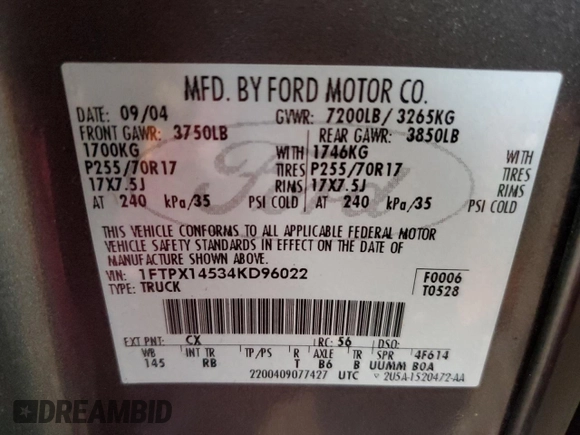 MFD. BY FORD MOTOR CO.
DATE: 09/04 GVWR: 7200LB/ 3265KG
FRONT GAWR: 3750LB REAR GAWR: 3850LB
1700KG WITH 1746KG WITH
P255/70R17 TIRES P255/70R17 TIRES
17X7.5J RIMS 17X7.5J RIMS
AT 240 kPa/35 PSI COLD AT 240 kPa/35 PSI COLD
Ford
THIS VEHICLE CONFORMS TO ALL APPLICABLE FEDERAL MOTOR
VEHICLE SAFETY STANDARDS IN EFFECT ON THE DATE OF
MANUFACTURE SHOWN ABOVE.
VIN: 1FTPX14534KD96022 F0006
TYPE: TRUCK T0528
EXT PNT: CX RC: 56 DSO:
WB INT TR TP/PS R AXLE TR SPR 4F614
145 RB T B6 B UUMM BOA
2200409077427 UTC 2U5A-1520472-AA
DREAMBID